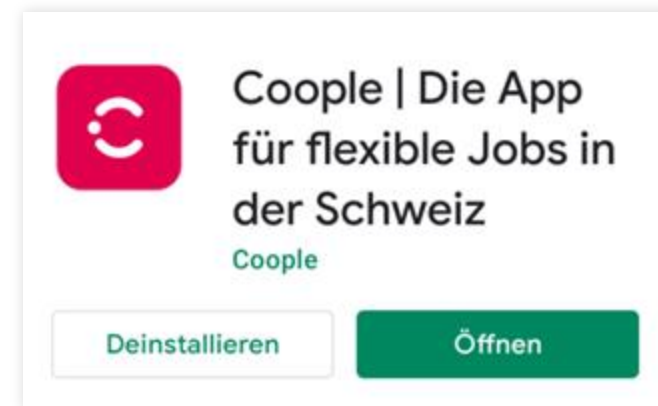 Coople | Die App
für flexible Jobs in
der Schweiz
Coople
Deinstallieren
Öffnen